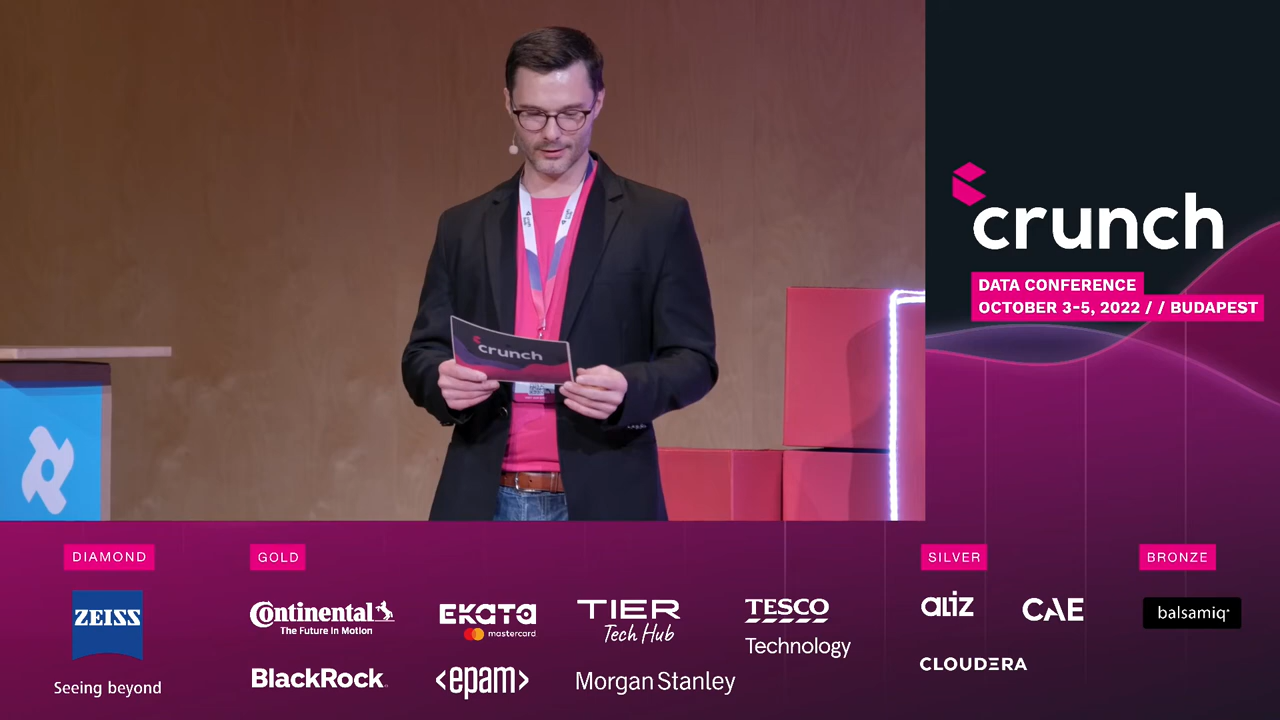 crunch
crunch
DATA CONFERENCE
OCTOBER 3-5, 2022 // BUDAPEST
DIAMOND
ZEISS
Seeing beyond
GOLD
Continental
The Future in Motion
EKATA
mastercard
TIER
Tech Hub
TESCO
Technology
BlackRock
<epam>
Morgan Stanley
SILVER
aliz
CAE
CLOUDERA
BRONZE
balsamiq